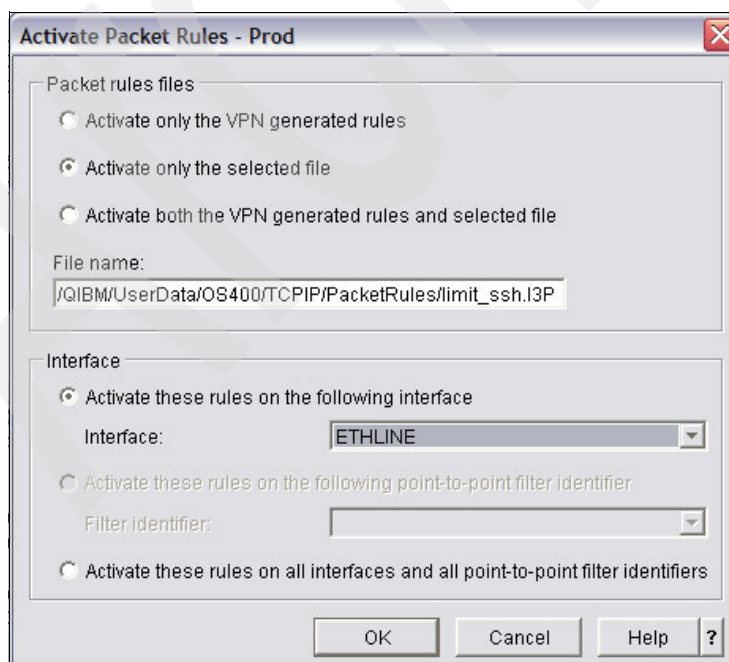 Activate Packet Rules - Prod
Packet rules files
Activate only the VPN generated rules
Activate only the selected file
Activate both the VPN generated rules and selected file
File name:
/QIBM/UserData/OS400/TCPIP/PacketRules/limit_ssh.I3P
Interface
Activate these rules on the following interface
Interface: ETHLINE
Activate these rules on the following point-to-point filter identifier
Filter identifier:
Activate these rules on all interfaces and all point-to-point filter identifiers
OK Cancel Help ?